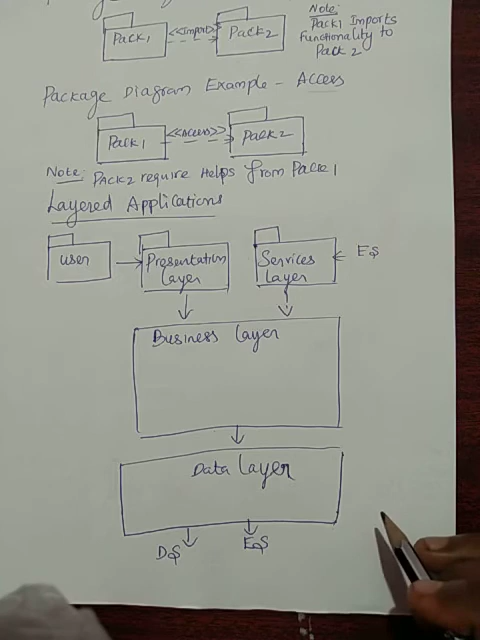 Pack1 <<Import>> Pack2
Note:
Pack1 Imports
Functionality to
Pack 2
Package Diagram Example - Access
Pack1 <<Access>> Pack2
Note: Pack2 require Helps from Pack1
Layered Applications
user
Presentation
Layer
Services
Layer
ES
Business Layer
Data Layer
DS
ES